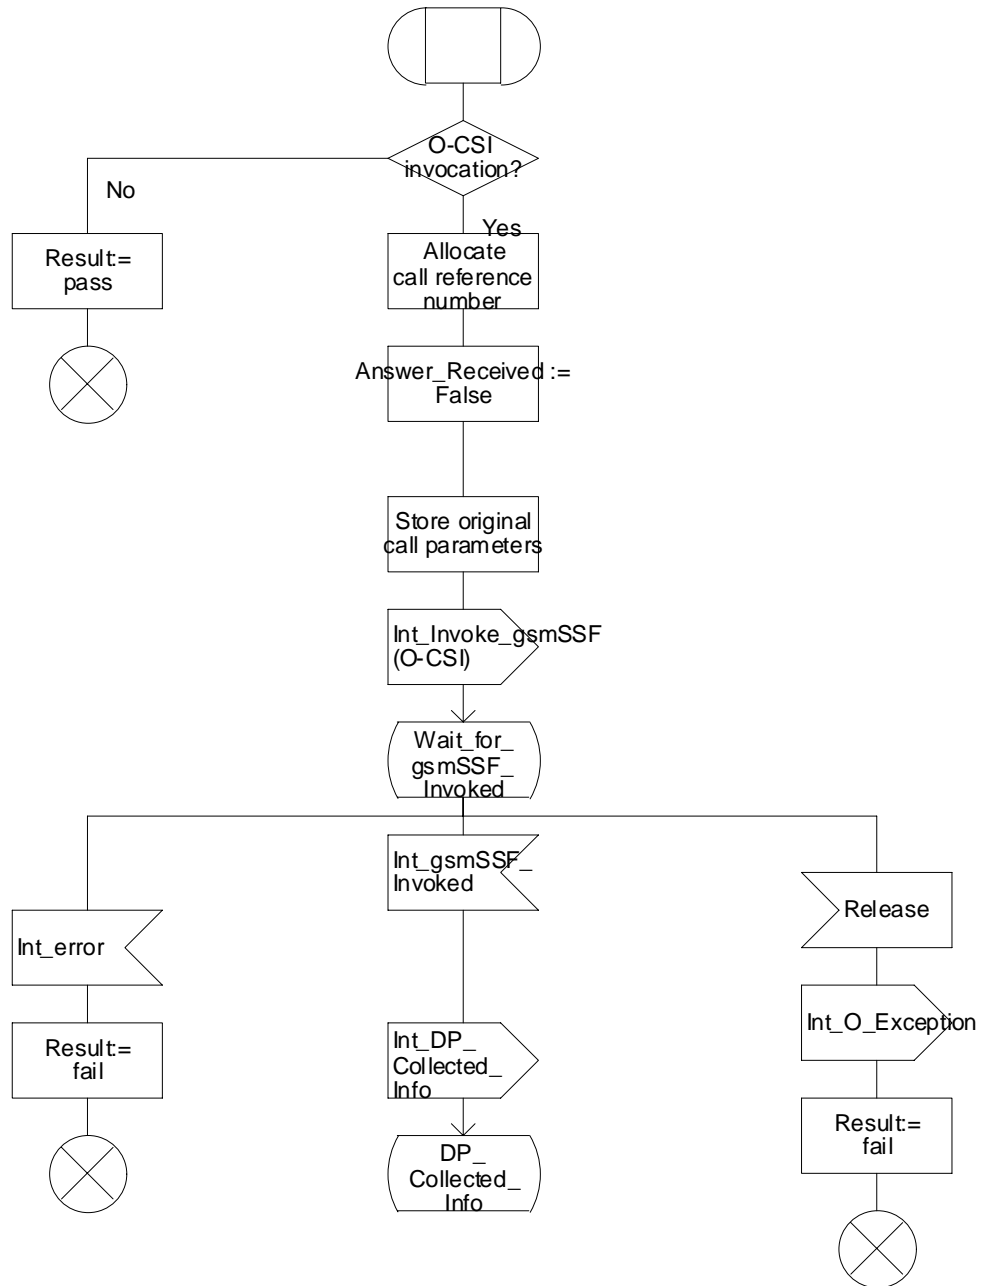 O-CSI
invocation?
No
Yes
Result:=
pass
Allocate
call reference
number
Answer_Received :=
False
Store original
call parameters
Int_Invoke_gsmSSF
(O-CSI)
Wait_for_
gsmSSF_
Invoked
Int_gsmSSF_
Invoked
Release
Int_error
Int_O_Exception
Result:=
fail
Int_DP_
Collected_
Info
Result:=
fail
DP_
Collected_
Info